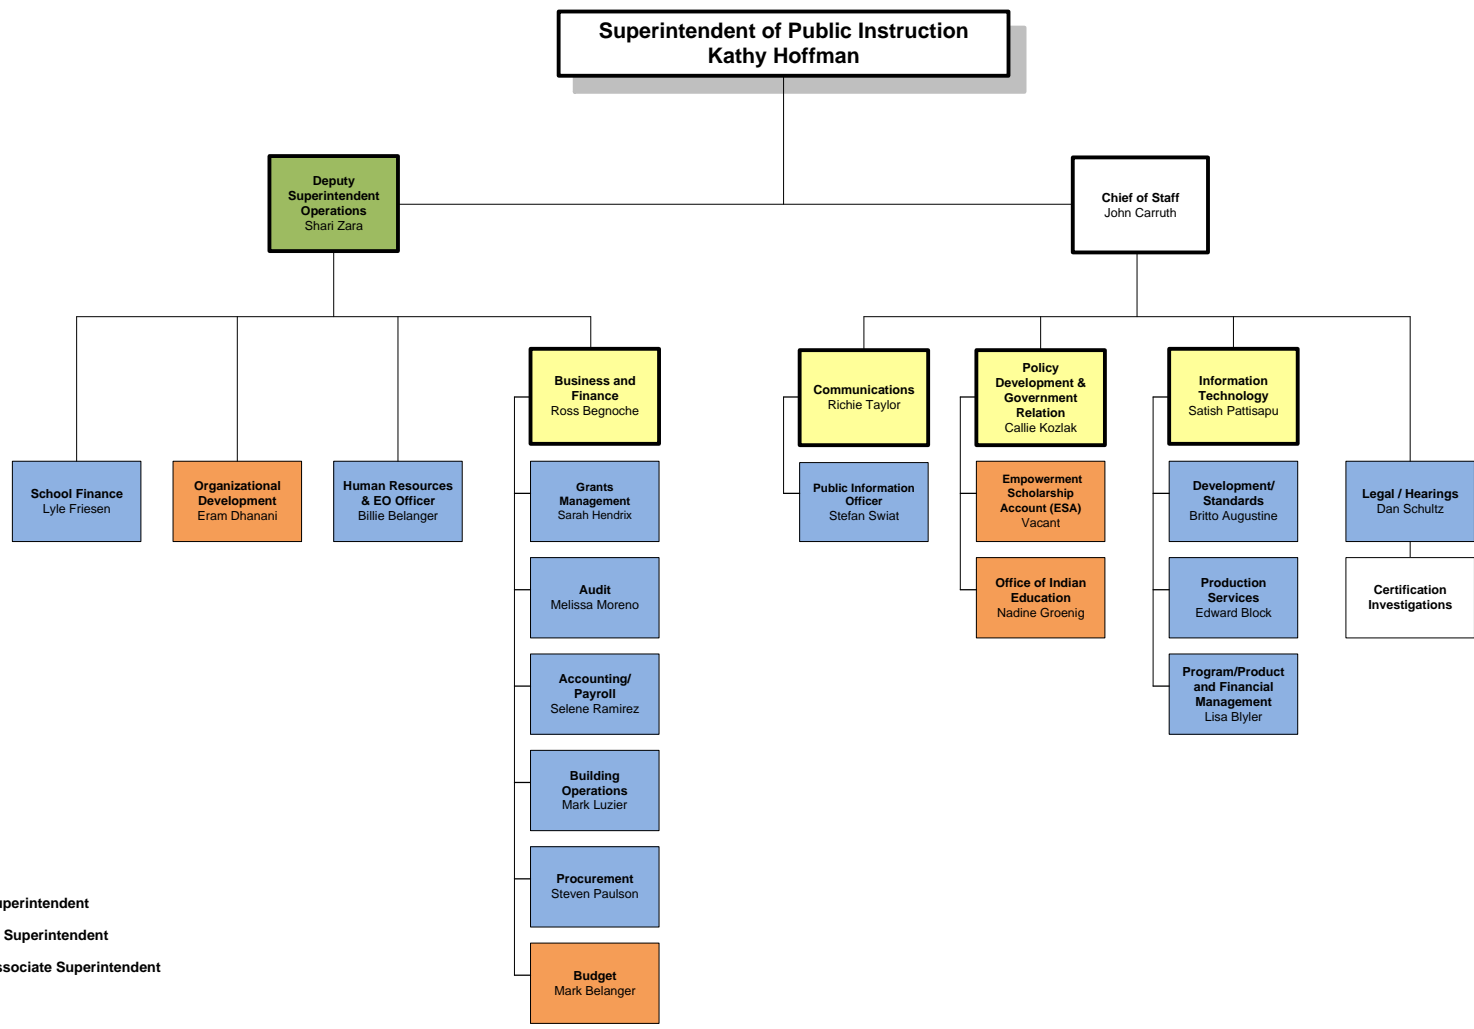 Superintendent of Public Instruction
Kathy Hoffman
Deputy
Superintendent
Operations
Shari Zara
Chief of Staff
John Carruth
Business and
Finance
Ross Begnoche
Communications
Richie Taylor
Policy
Development &
Government
Relation
Callie Kozlak
Information
Technology
Satish Pattisapu
School Finance
Lyle Friesen
Organizational
Development
Eram Dhanani
Human Resources
& EO Officer
Billie Belanger
Grants
Management
Sarah Hendrix
Public Information
Officer
Stefan Swiat
Empowerment
Scholarship
Account (ESA)
Vacant
Development/
Standards
Britto Augustine
Legal / Hearings
Dan Schultz
Audit
Melissa Moreno
Office of Indian
Education
Nadine Groenig
Production
Services
Edward Block
Certification
Investigations
Accounting/
Payroll
Selene Ramirez
Program/Product
and Financial
Management
Lisa Blyler
Building
Operations
Mark Luzier
Procurement
Steven Paulson
Budget
Mark Belanger
uperintendent
Superintendent
ssociate Superintendent